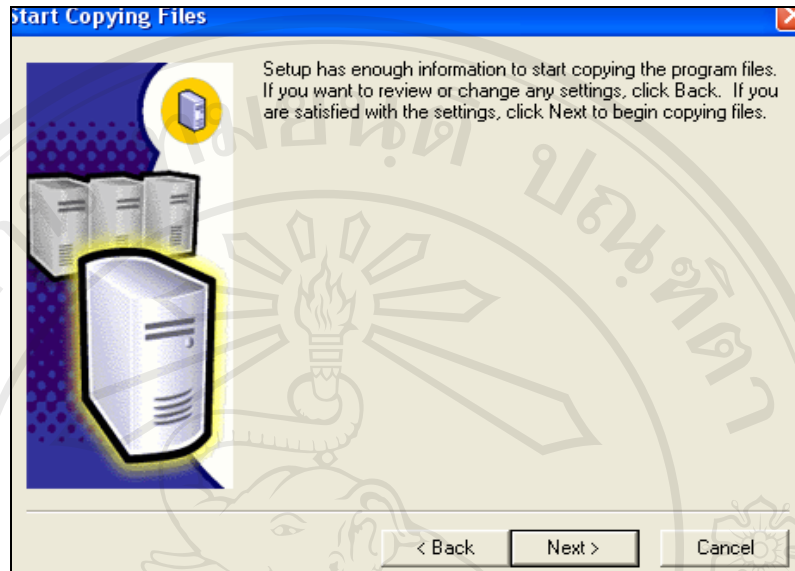 Start Copying Files
Setup has enough information to start copying the program files.
If you want to review or change any settings, click Back. If you
are satisfied with the settings, click Next to begin copying files.
< Back
Next >
Cancel